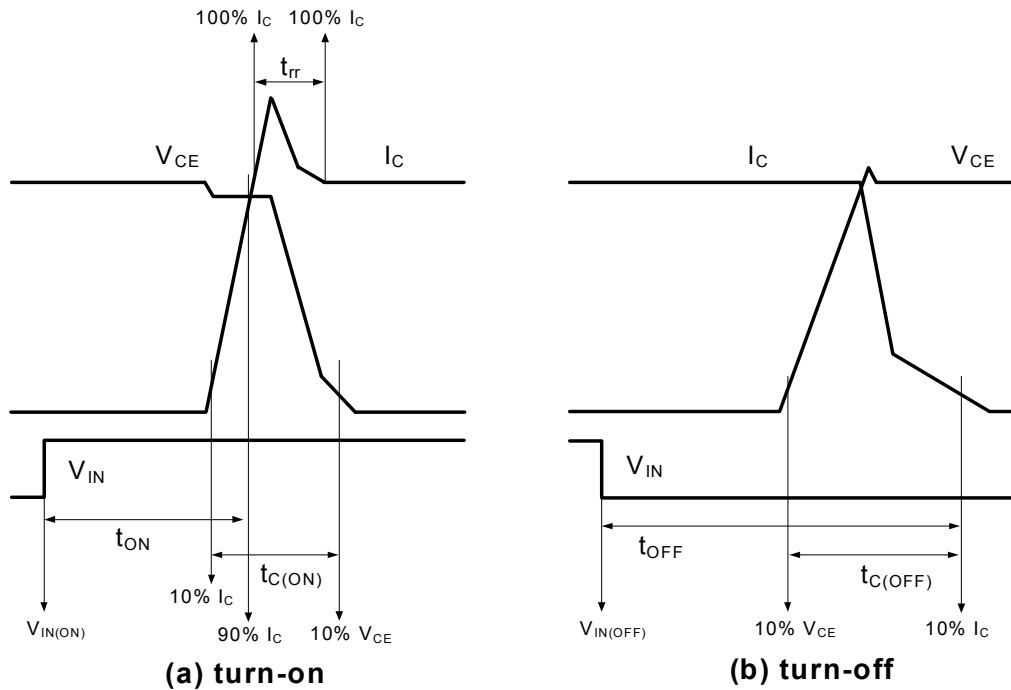 100% IC 100% IC
trr
VCE IC
IC VCE
VIN
VIN
tON
tOFF
tC(ON)
tC(OFF)
10% IC
VIN(ON)
90% IC 10% VCE
VIN(OFF) 10% VCE 10% IC
(a) turn-on
(b) turn-off